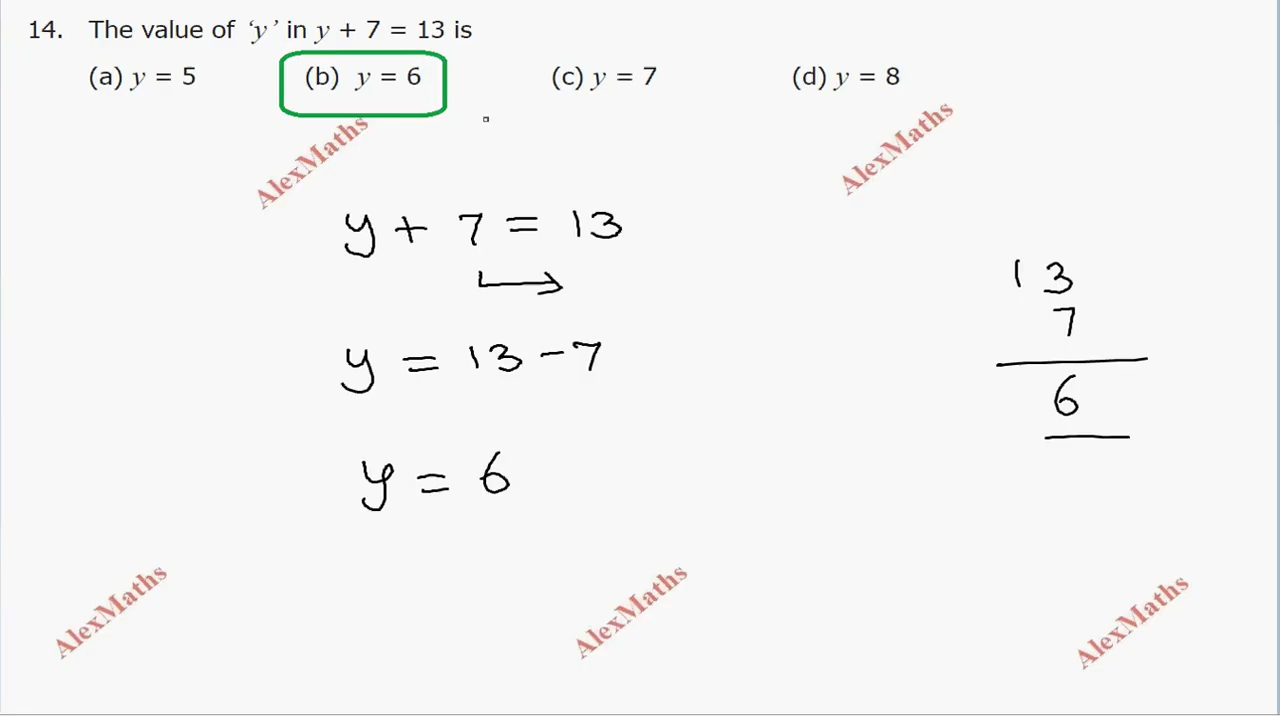 14. The value of ‘y’ in y + 7 = 13 is
(a) y = 5 (b) y = 6 (c) y = 7 (d) y = 8
AlexMaths AlexMaths
y + 7 = 13
y = 13 - 7
y = 6
13
7
6
AlexMaths AlexMaths AlexMaths